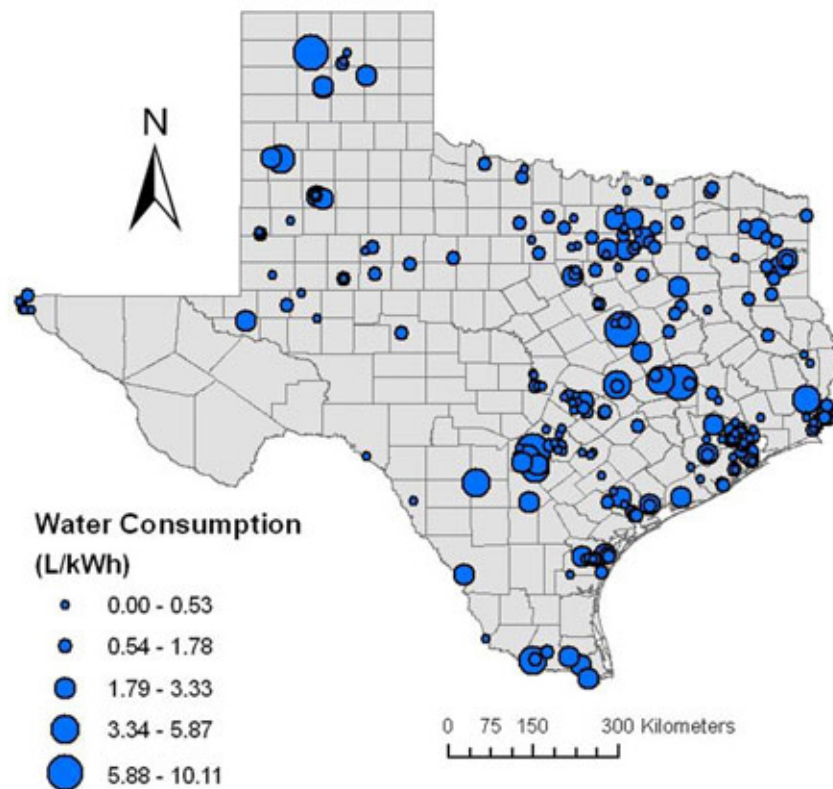 N
Water Consumption
(L/kWh)
0.00 - 0.53
0.54 - 1.78
1.79 - 3.33
3.34 - 5.87
5.88 - 10.11
0 75 150 300 Kilometers